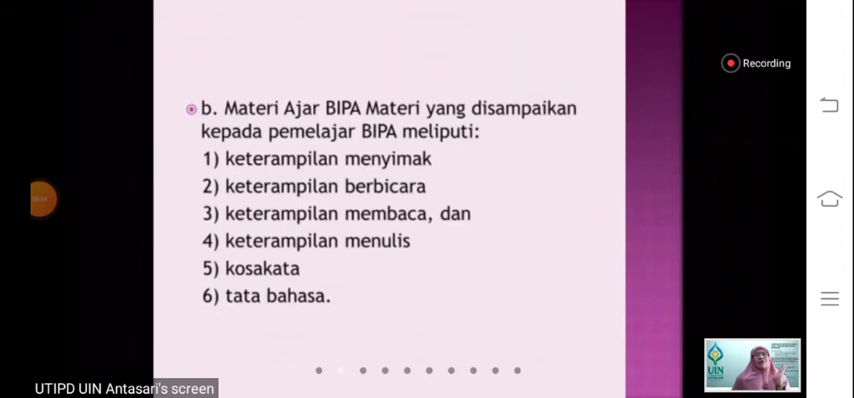 Recording
b. Materi Ajar BIPA Materi yang disampaikan
kepada pemelajar BIPA meliputi:
1) keterampilan menyimak
2) keterampilan berbicara
3) keterampilan membaca, dan
4) keterampilan menulis
5) kosakata
6) tata bahasa.
UIN
UTIPD UIN Antasari's screen